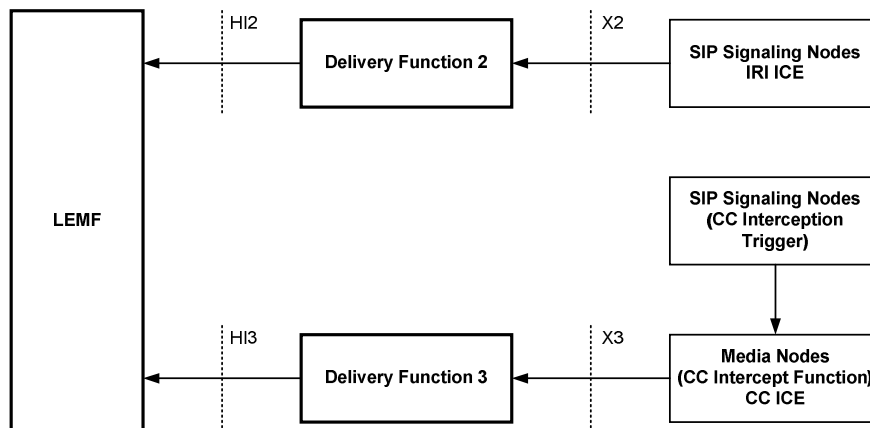 HI2
X2
Delivery Function 2
SIP Signaling Nodes
IRI ICE
LEMF
SIP Signaling Nodes
(CC Interception
Trigger)
HI3
X3
Delivery Function 3
Media Nodes
(CC Intercept Function)
CC ICE